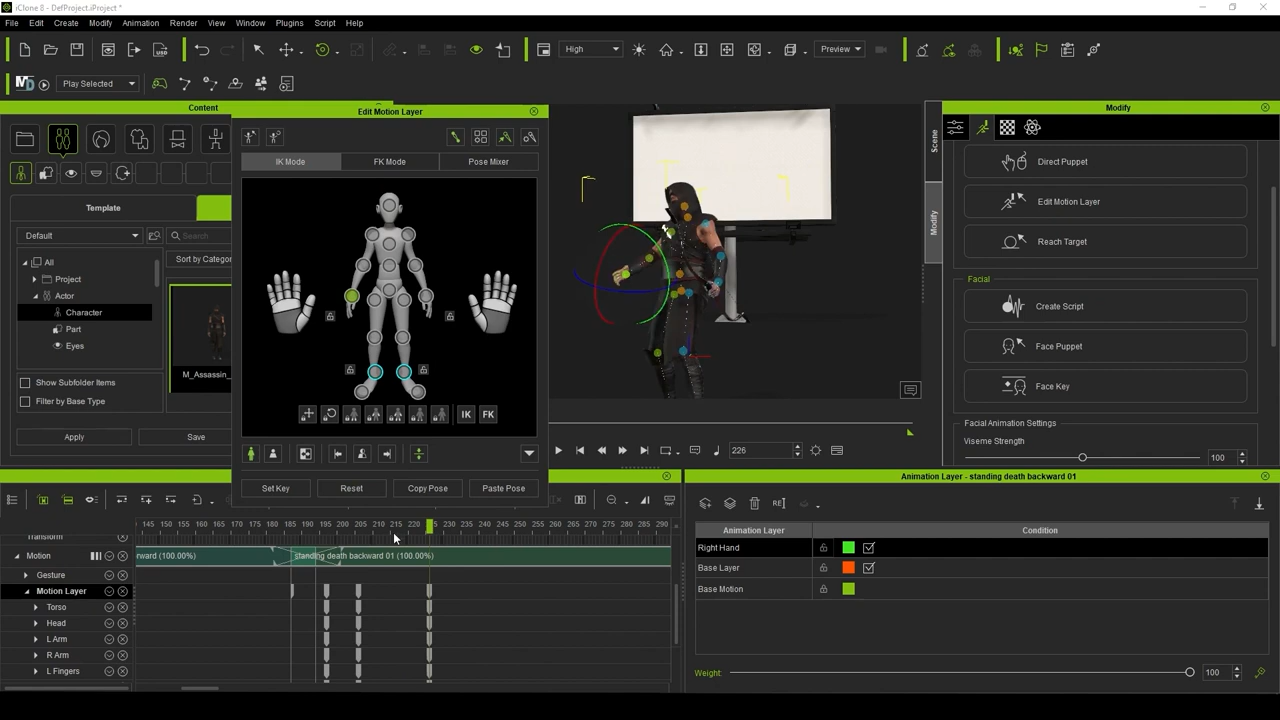 iClone 8 - DefProject.iProject *
File Edit Create Modify Animation Render View Window Plugins Script Help
High
Preview
Play Selected
Content
Template
Default
Search
Sort by Categor
All
Project
Actor
Character
Part
Eyes
Show Subfolder Items
Filter by Base Type
M_Assassin_
Apply Save
Edit Motion Layer
IK Mode FK Mode Pose Mixer
IK FK
Set Key Reset Copy Pose Paste Pose
226
Scene
Modify
Modify
Direct Puppet
Edit Motion Layer
Reach Target
Facial
Create Script
Face Puppet
Face Key
Facial Animation Settings
Viseme Strength
100
145 150 155 160 165 170 175 180 185 190 195 200 205 210 215 220 5 230 235 240 245 250 255 260 265 270 275 280 285 290
Transform
Motion
rward (100.00%)
standing death backward 01 (100.00%)
Gesture
Motion Layer
Torso
Head
L Arm
R Arm
L Fingers
Animation Layer - standing death backward 01
Animation Layer Condition
Right Hand
Base Layer
Base Motion
Weight: 100